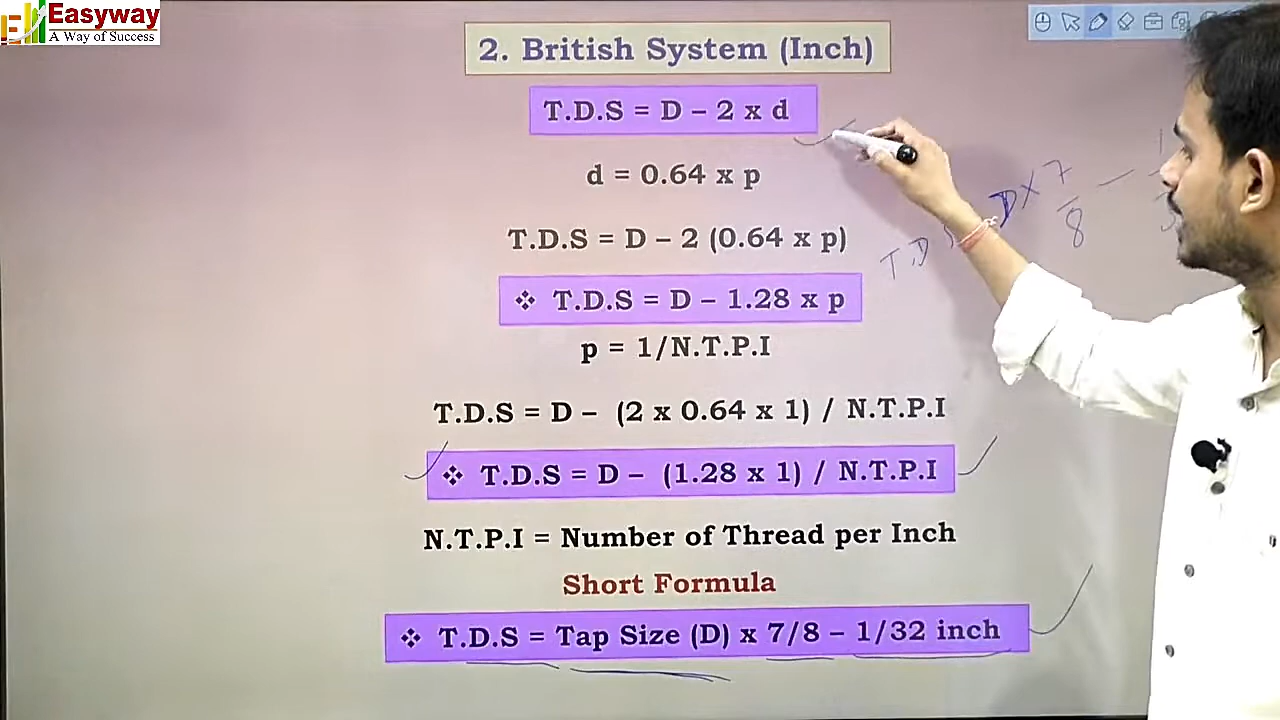 Easyway
A Way of Success
2. British System (Inch)
T.D.S = D – 2 x d
d = 0.64 x p
T.D.S = D – 2 (0.64 x p)
❖ T.D.S = D – 1.28 x p
p = 1/N.T.P.I
T.D.S = D – (2 x 0.64 x 1) / N.T.P.I
❖ T.D.S = D – (1.28 x 1) / N.T.P.I
N.T.P.I = Number of Thread per Inch
Short Formula
❖ T.D.S = Tap Size (D) x 7/8 – 1/32 inch
T.D D x 7/8 –